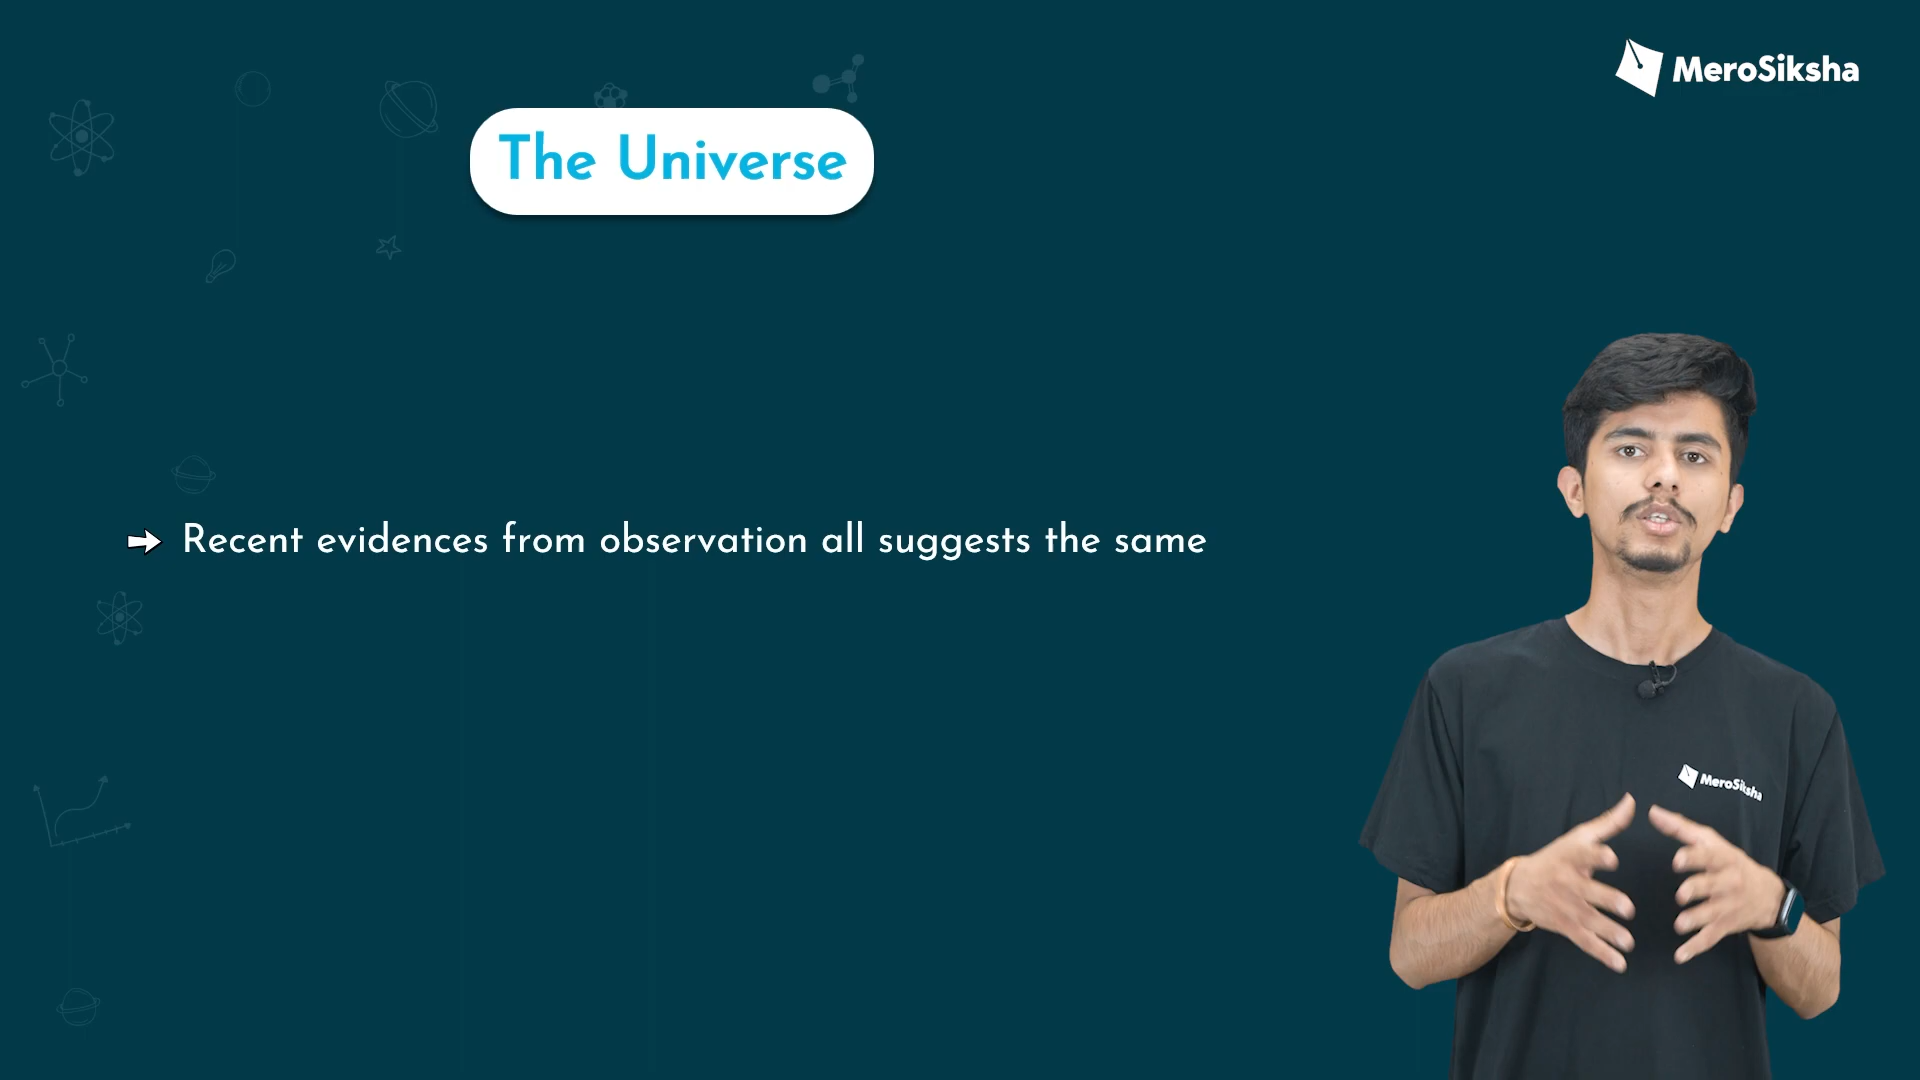 MeroSiksha
The Universe
Recent evidences from observation all suggests the same
MeroSiksha